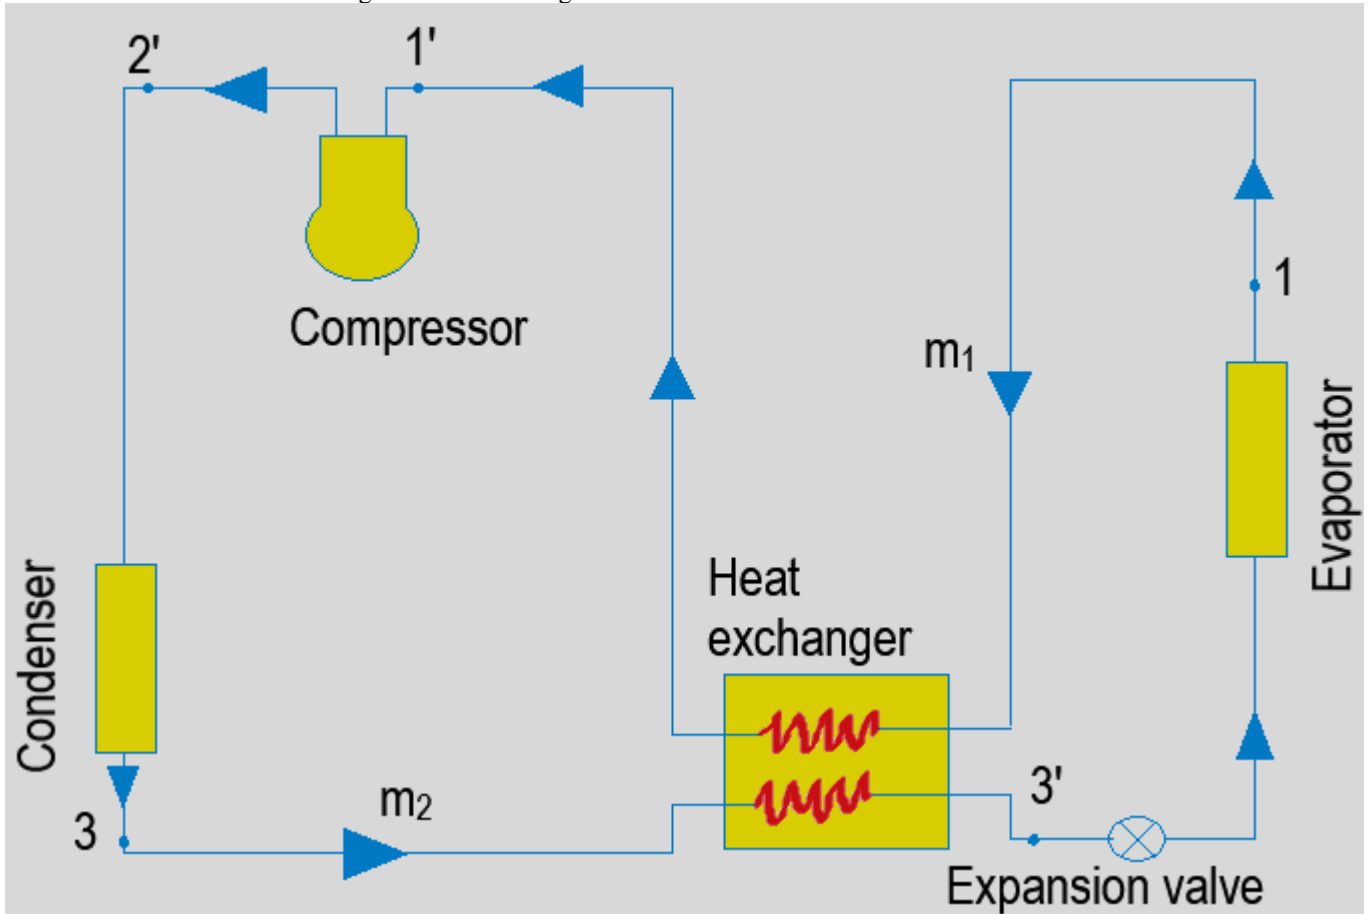 2'
1'
1
m₁
Compressor
Evaporator
Heat
exchanger
Condenser
m₂
3'
3
Expansion valve